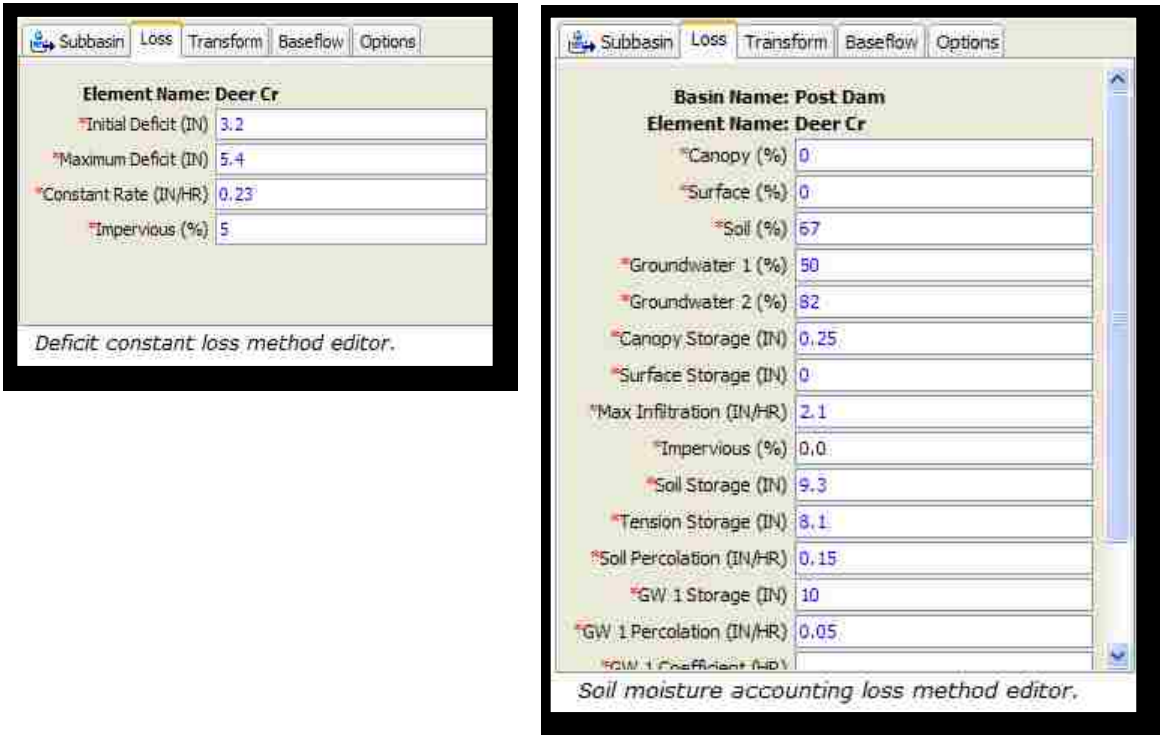 Subbasin Loss Transform Baseflow Options
Element Name: Deer Cr
*Initial Deficit (IN) 3.2
*Maximum Deficit (IN) 5.4
*Constant Rate (IN/HR) 0.23
*Impervious (%) 5
Deficit constant loss method editor.
Subbasin Loss Transform Baseflow Options
Basin Name: Post Dam
Element Name: Deer Cr
*Canopy (%) 0
*Surface (%) 0
*Soil (%) 67
*Groundwater 1 (%) 50
*Groundwater 2 (%) 82
*Canopy Storage (IN) 0.25
*Surface Storage (IN) 0
*Max Infiltration (IN/HR) 2.1
*Impervious (%) 0.0
*Soil Storage (IN) 9.3
*Tension Storage (IN) 8.1
*Soil Percolation (IN/HR) 0.15
*GW 1 Storage (IN) 10
*GW 1 Percolation (IN/HR) 0.05
*GW 1 Coefficient (HR)
Soil moisture accounting loss method editor.